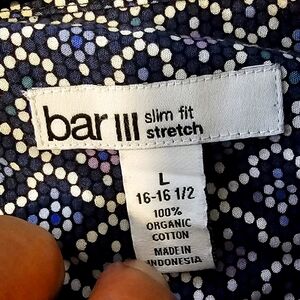 bar III slim fit
stretch
L
16-16 1/2
100%
ORGANIC
COTTON
MADE IN
INDONESIA